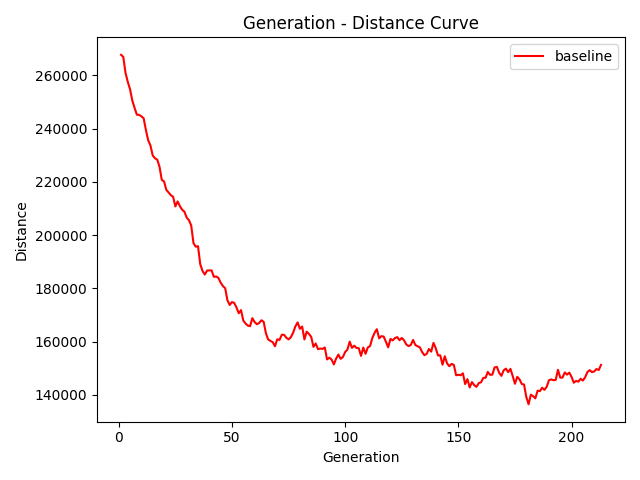 Generation - Distance Curve
baseline
Distance
260000
240000
220000
200000
180000
160000
140000
0 50 100 150 200
Generation